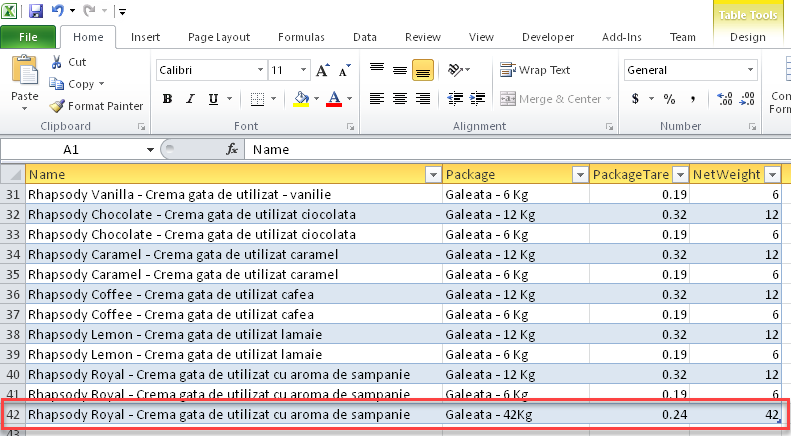 Table Tools
File Home Insert Page Layout Formulas Data Review View Developer Add-Ins Team Design
Cut Calibri 11 A A Wrap Text General
Copy
Paste Format Painter B I U A Merge & Center $ % , .0 .00 .00 .0
Clipboard Font Alignment Number
A1 fx Name
Name Package PackageTare NetWeight
31 Rhapsody Vanilla - Crema gata de utilizat - vanilie Galeata - 6 Kg 0.19 6
32 Rhapsody Chocolate - Crema gata de utilizat ciocolata Galeata - 12 Kg 0.32 12
33 Rhapsody Chocolate - Crema gata de utilizat ciocolata Galeata - 6 Kg 0.19 6
34 Rhapsody Caramel - Crema gata de utilizat caramel Galeata - 12 Kg 0.32 12
35 Rhapsody Caramel - Crema gata de utilizat caramel Galeata - 6 Kg 0.19 6
36 Rhapsody Coffee - Crema gata de utilizat cafea Galeata - 12 Kg 0.32 12
37 Rhapsody Coffee - Crema gata de utilizat cafea Galeata - 6 Kg 0.19 6
38 Rhapsody Lemon - Crema gata de utilizat lamaie Galeata - 12 Kg 0.32 12
39 Rhapsody Lemon - Crema gata de utilizat lamaie Galeata - 6 Kg 0.19 6
40 Rhapsody Royal - Crema gata de utilizat cu aroma de sampanie Galeata - 12 Kg 0.32 12
41 Rhapsody Royal - Crema gata de utilizat cu aroma de sampanie Galeata - 6 Kg 0.19 6
42 Rhapsody Royal - Crema gata de utilizat cu aroma de sampanie Galeata - 42Kg 0.24 42
43